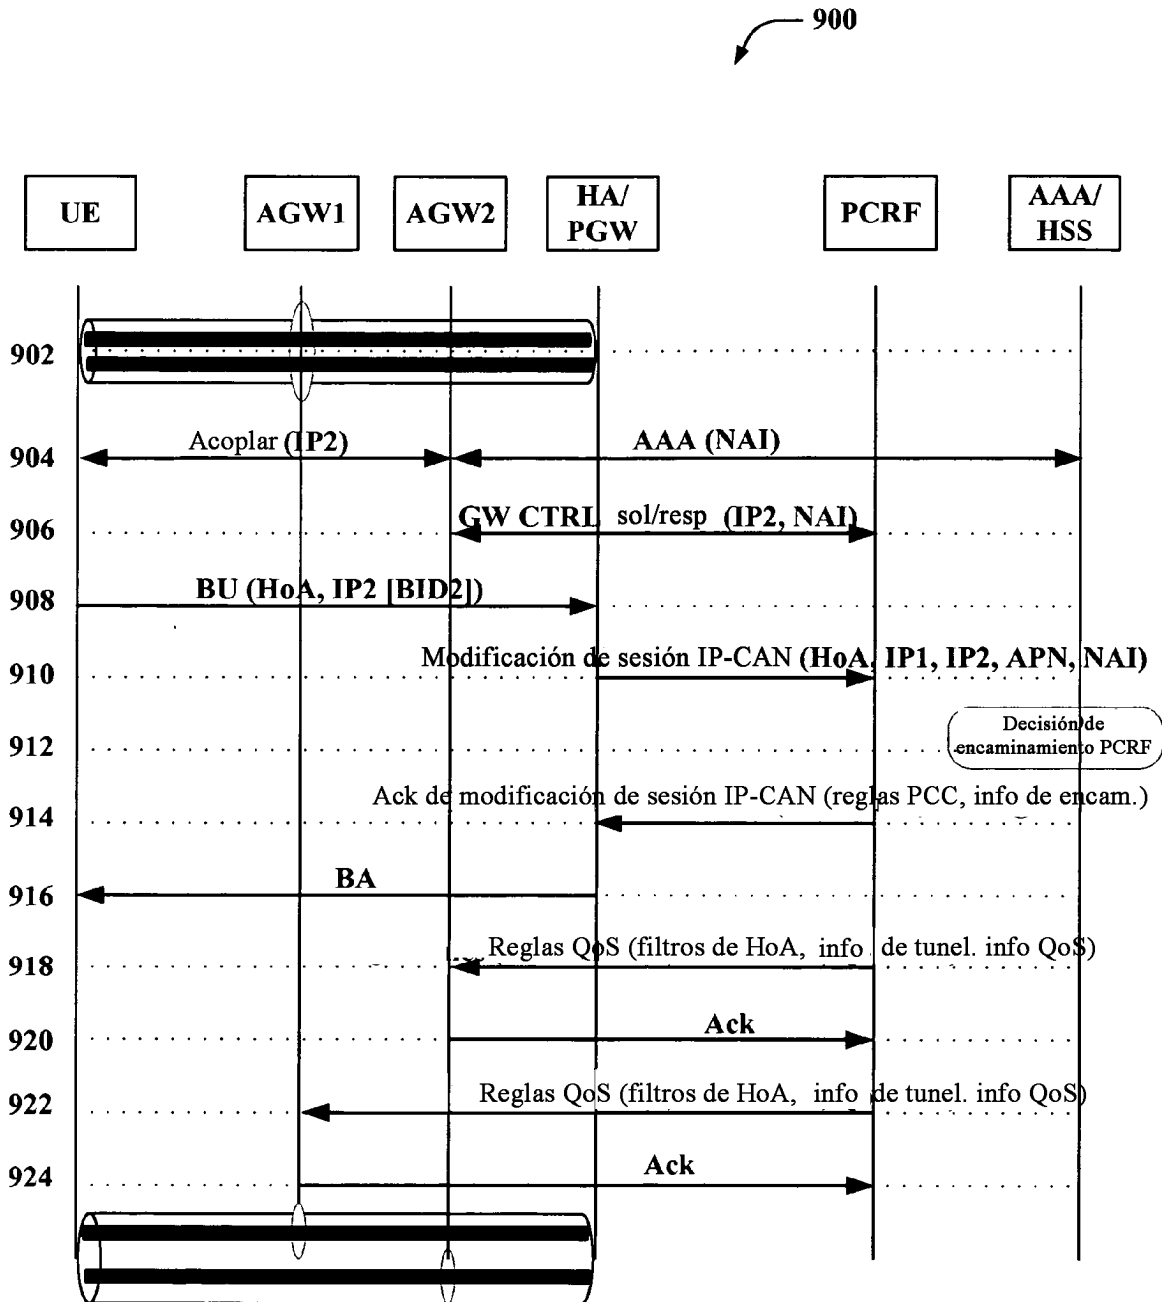 900
UE
AGW1
AGW2
HA/
PGW
PCRF
AAA/
HSS
902
904
Acoplar (IP2)
AAA (NAI)
906
GW CTRL sol/resp (IP2, NAI)
908
BU (HoA, IP2 [BID2])
910
Modificación de sesión IP-CAN (HoA, IP1, IP2, APN, NAI)
912
Decisión de
encaminamiento PCRF
914
Ack de modificación de sesión IP-CAN (reglas PCC, info de encam.)
916
BA
918
Reglas QoS (filtros de HoA, info de tunel. info QoS)
920
Ack
922
Reglas QoS (filtros de HoA, info de tunel. info QoS)
924
Ack